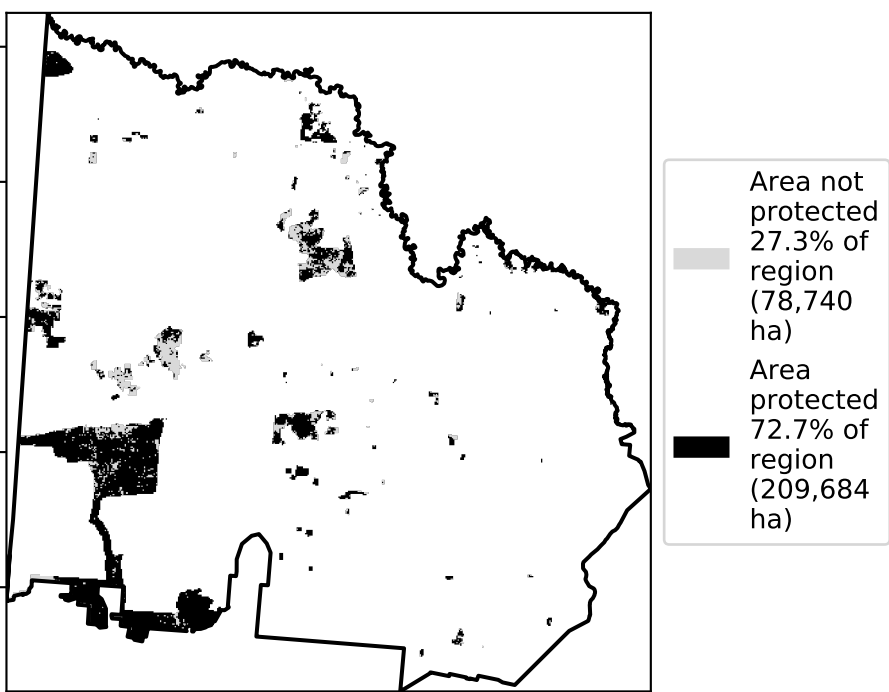 Area not
protected
27.3% of
region
(78,740
ha)
Area
protected
72.7% of
region
(209,684
ha)